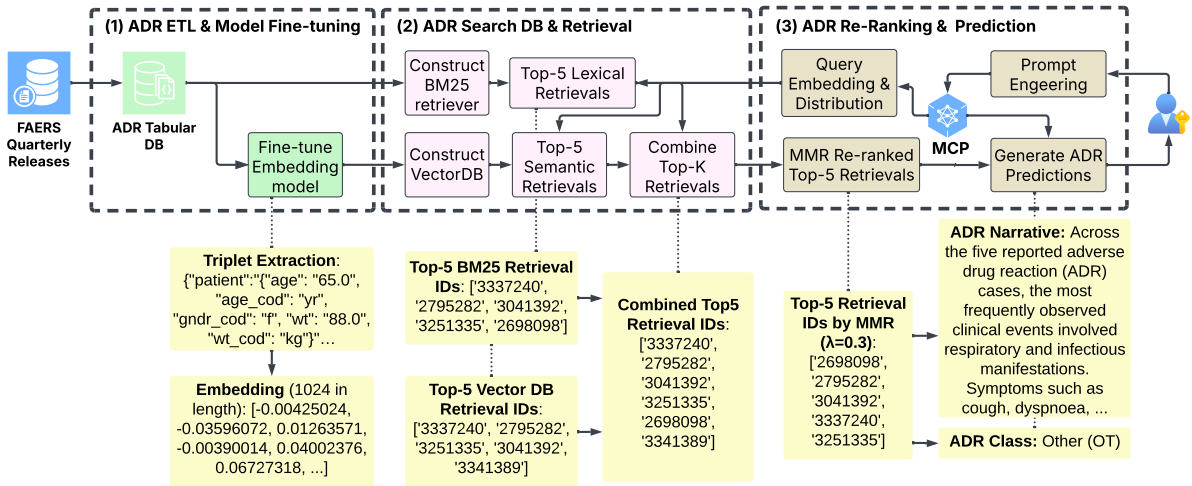 (1) ADR ETL & Model Fine-tuning
FAERS
Quarterly
Releases
ADR Tabular
DB
Fine-tune
Embedding
model
(2) ADR Search DB & Retrieval
Construct
BM25
retriever
Top-5 Lexical
Retrievals
Construct
VectorDB
Top-5
Semantic
Retrievals
Combine
Top-K
Retrievals
(3) ADR Re-Ranking & Prediction
Query
Embedding &
Distribution
Prompt
Engeering
MCP
MMR Re-ranked
Top-5 Retrievals
Generate ADR
Predictions
Triplet Extraction:
{"patient":"{"age": "65.0",
"age_cod": "yr",
"gndr_cod": "f", "wt": "88.0",
"wt_cod": "kg"}"...
Embedding (1024 in
length): [-0.00425024,
-0.03596072, 0.01263571,
-0.00390014, 0.04002376,
0.06727318, ...]
Top-5 BM25 Retrieval
IDs: ['3337240',
'2795282', '3041392',
'3251335', '2698098']
Top-5 Vector DB
Retrieval IDs:
['3337240', '2795282',
'3251335', '3041392',
'3341389']
Combined Top5
Retrieval IDs:
['3337240',
'2795282',
'3041392',
'3251335',
'2698098',
'3341389']
Top-5 Retrieval
IDs by MMR
(λ=0.3):
['2698098',
'2795282',
'3041392',
'3337240',
'3251335']
ADR Narrative: Across
the five reported adverse
drug reaction (ADR)
cases, the most
frequently observed
clinical events involved
respiratory and infectious
manifestations.
Symptoms such as
cough, dyspnoea, ...
ADR Class: Other (OT)